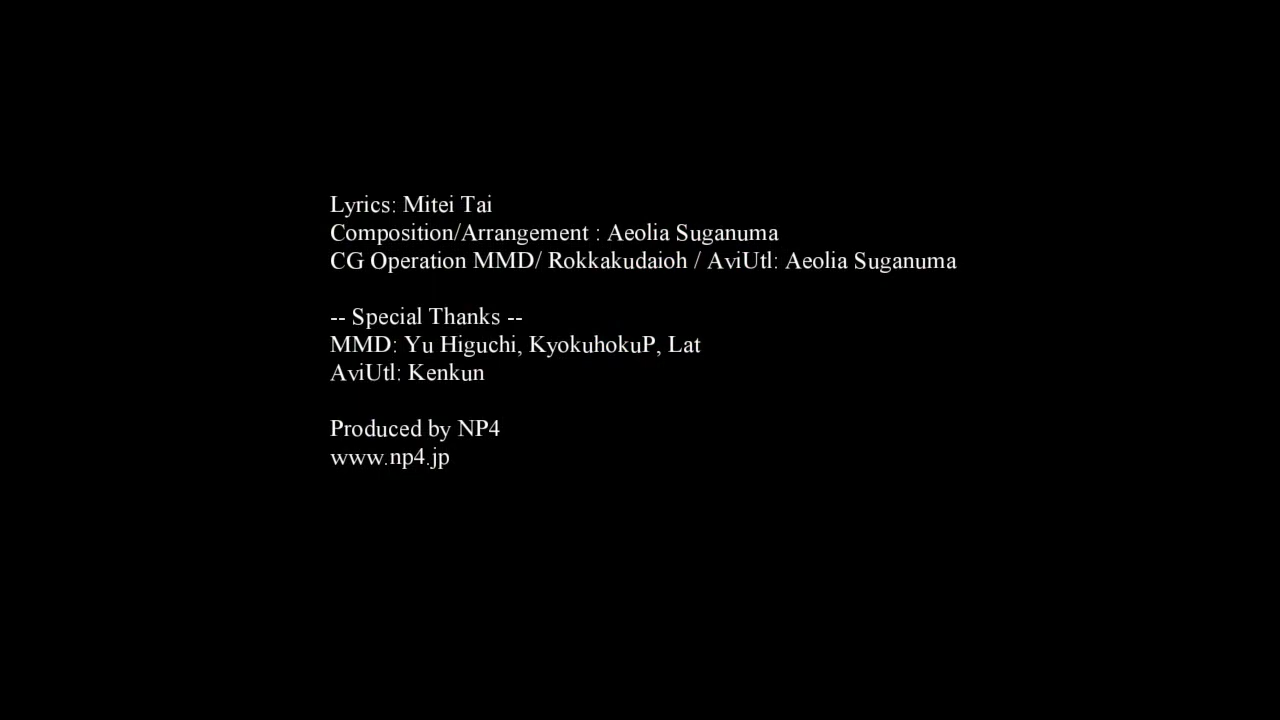 Lyrics: Mitei Tai
Composition/Arrangement : Aeolia Suganuma
CG Operation MMD/ Rokkakudaioh / AviUtl: Aeolia Suganuma
-- Special Thanks --
MMD: Yu Higuchi, KyokuhokuP, Lat
AviUtl: Kenkun
Produced by NP4
www.np4.jp